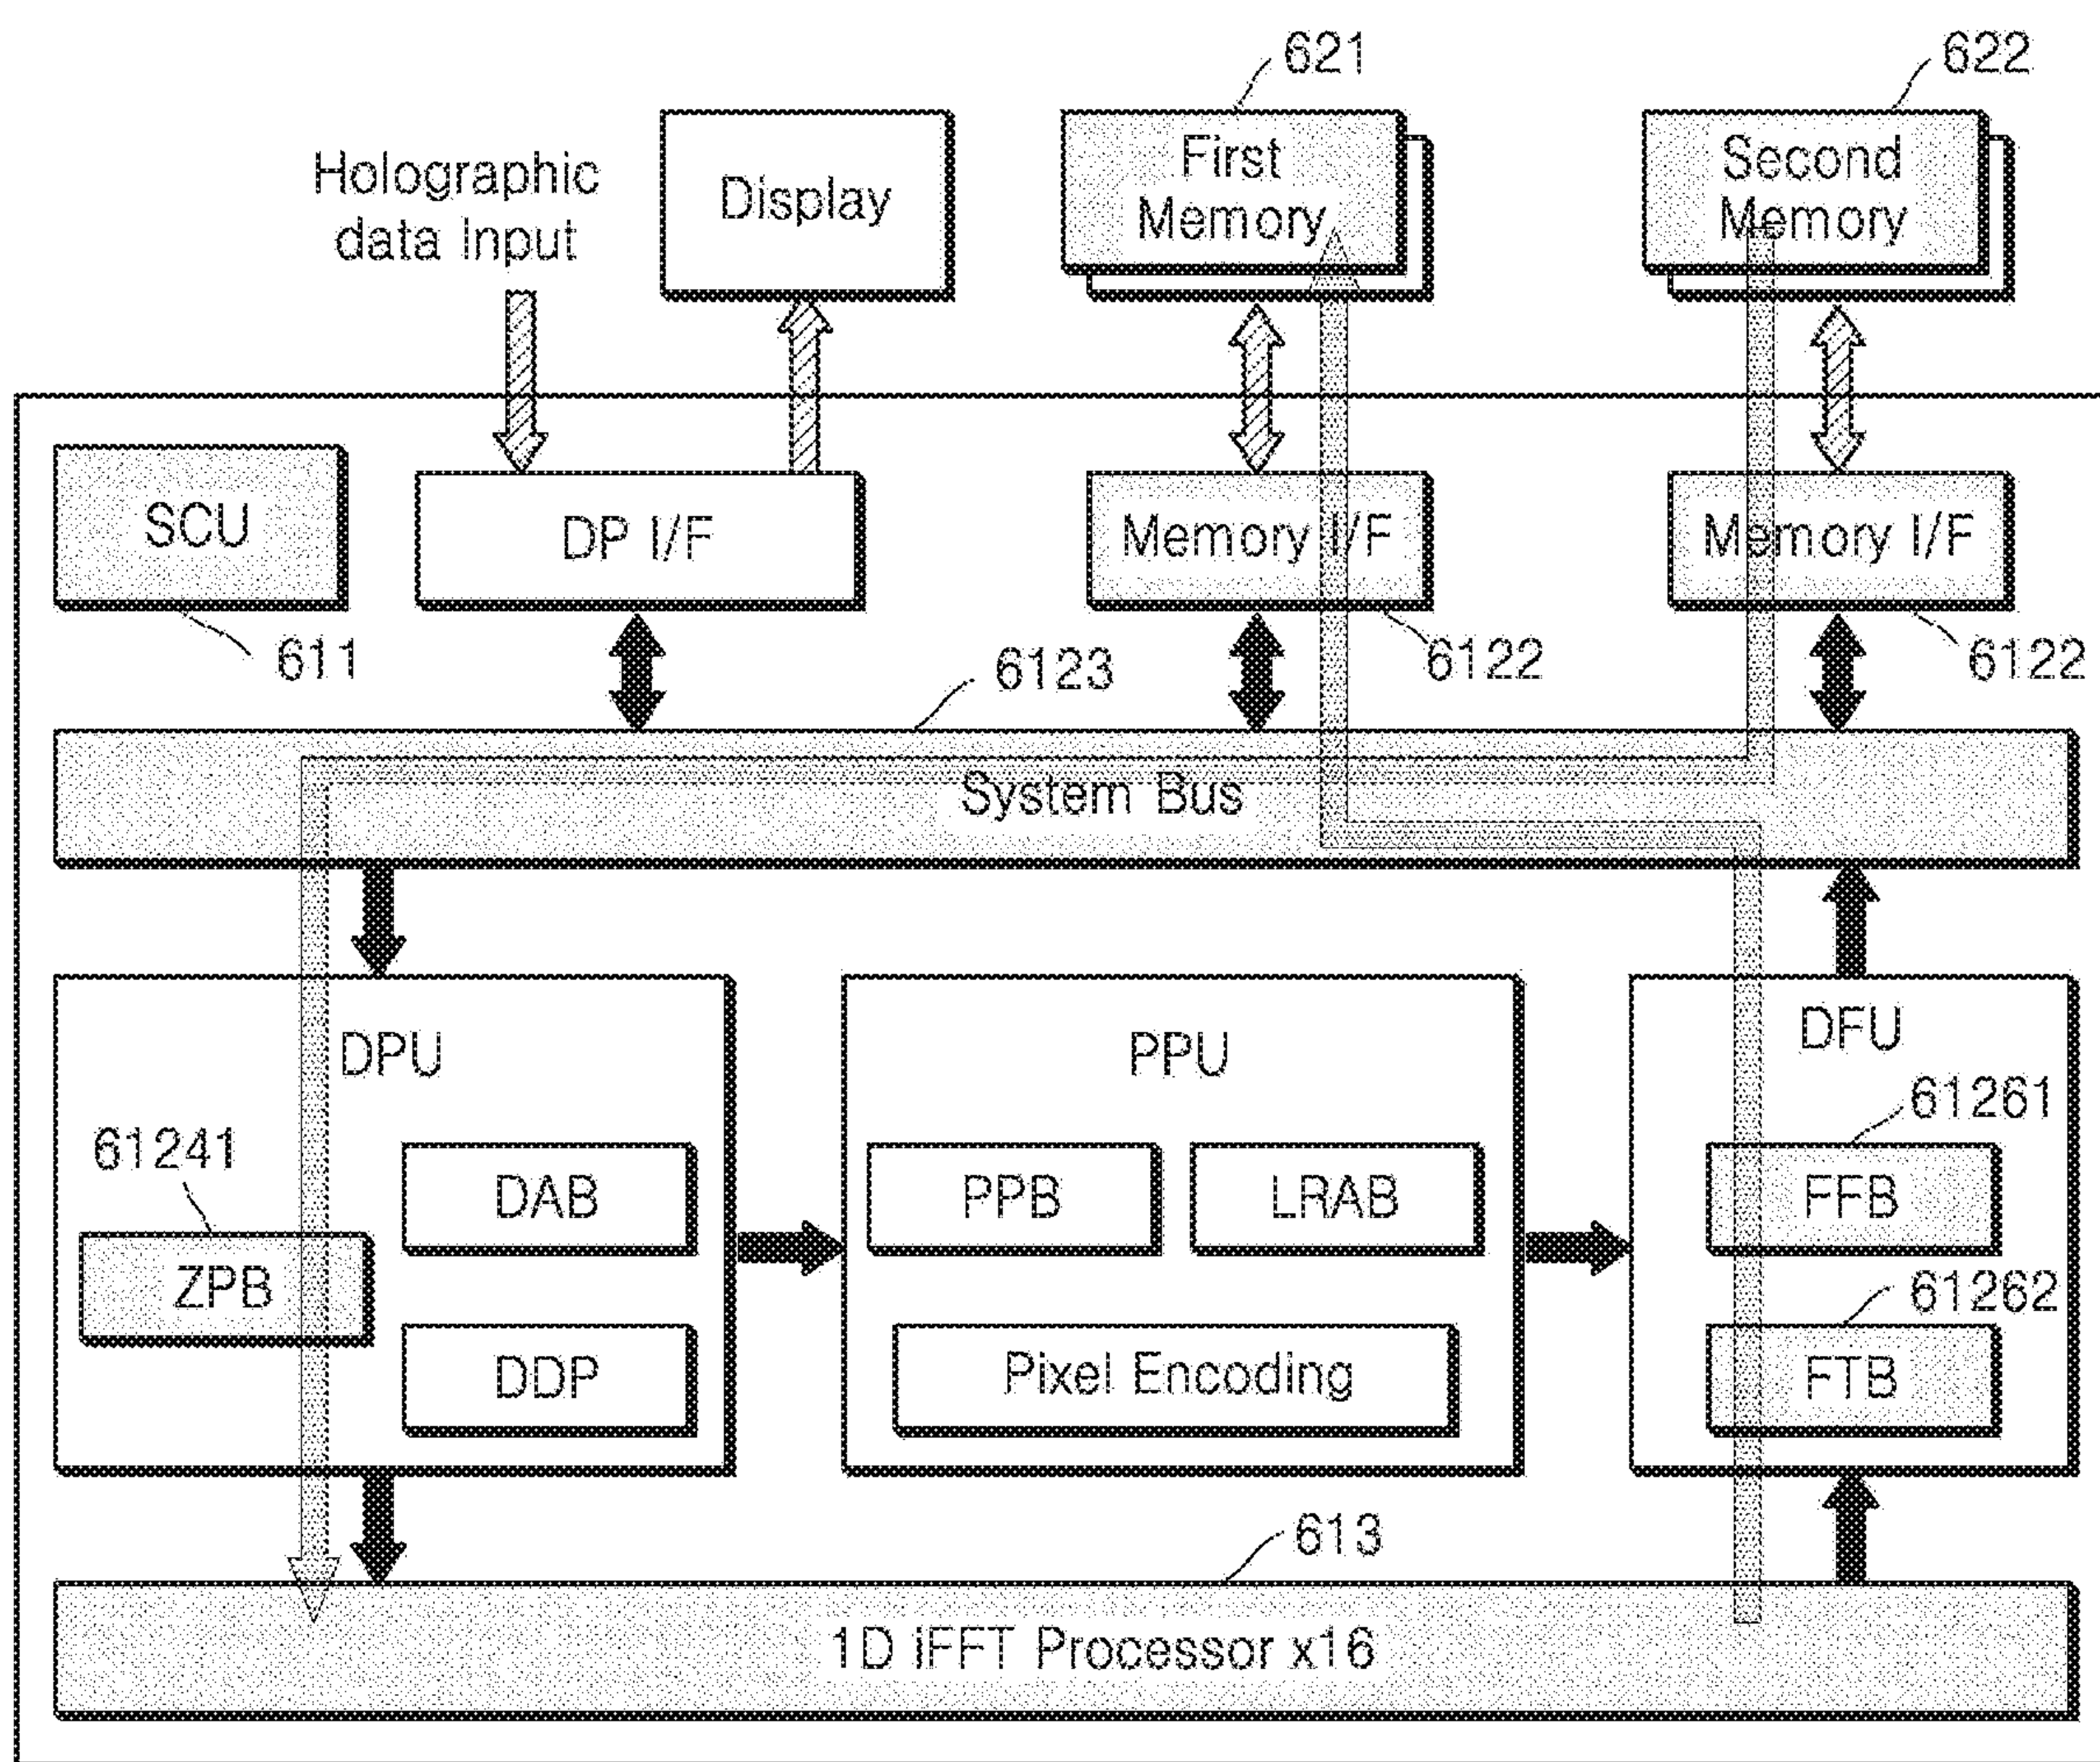 621
622
Holographic
data Input
Display
First
Memory
Second
Memory
SCU
DP I/F
Memory I/F
Memory I/F
611
6123
6122
6122
System Bus
DPU
PPU
DFU
61241
61261
DAB
PPB
LRAB
FFB
ZPB
61262
DDP
Pixel Encoding
FTB
613
1D iFFT Processor x16